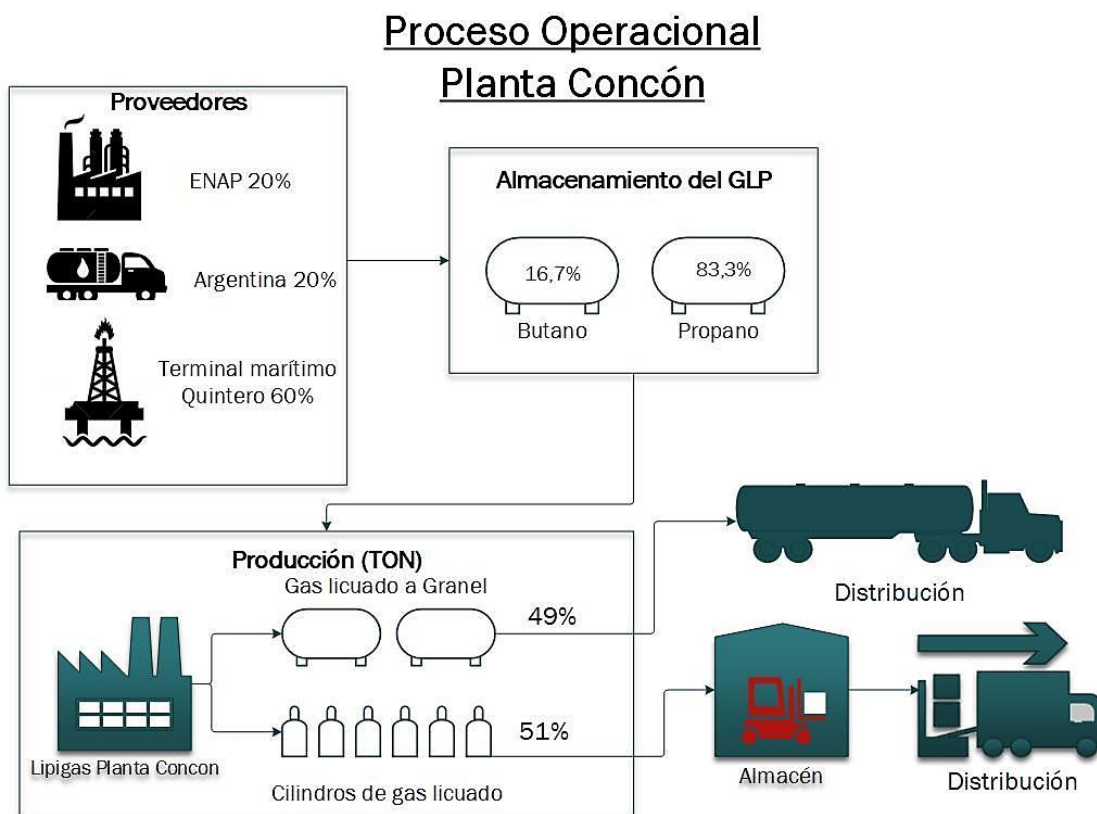 Proceso Operacional
Planta Concón
Proveedores
ENAP 20%
Argentina 20%
Terminal marítimo
Quintero 60%
Almacenamiento del GLP
16,7%
83,3%
Butano
Propano
Producción (TON)
Gas licuado a Granel
49%
51%
Lipigas Planta Concon
Cilindros de gas licuado
Distribución
Almacén
Distribución